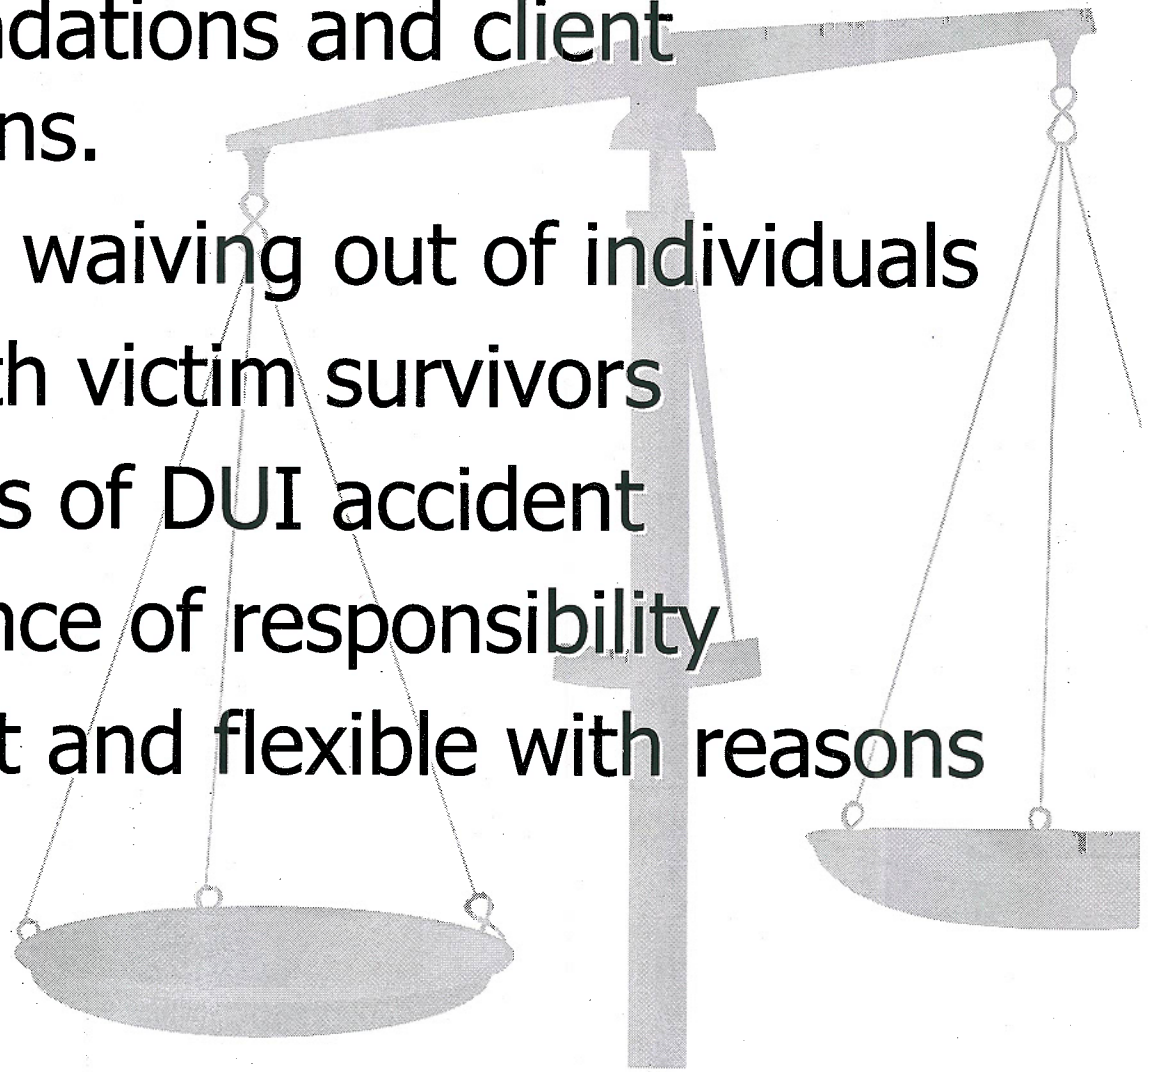 ndations and client
ns.
waiving out of individuals
th victim survivors
s of DUI accident
nce of responsibility
t and flexible with reasons